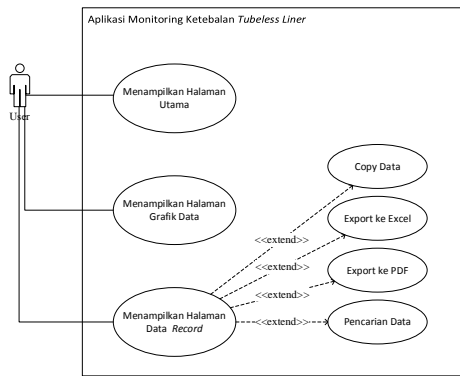 Aplikasi Monitoring Ketebalan Tubeless Liner
User
Menampilkan Halaman
Utama
Menampilkan Halaman
Grafik Data
Menampilkan Halaman
Data Record
Copy Data
Export ke Excel
Export ke PDF
Pencarian Data
<<extend>>
<<extend>>
<<extend>>
<<extend>>